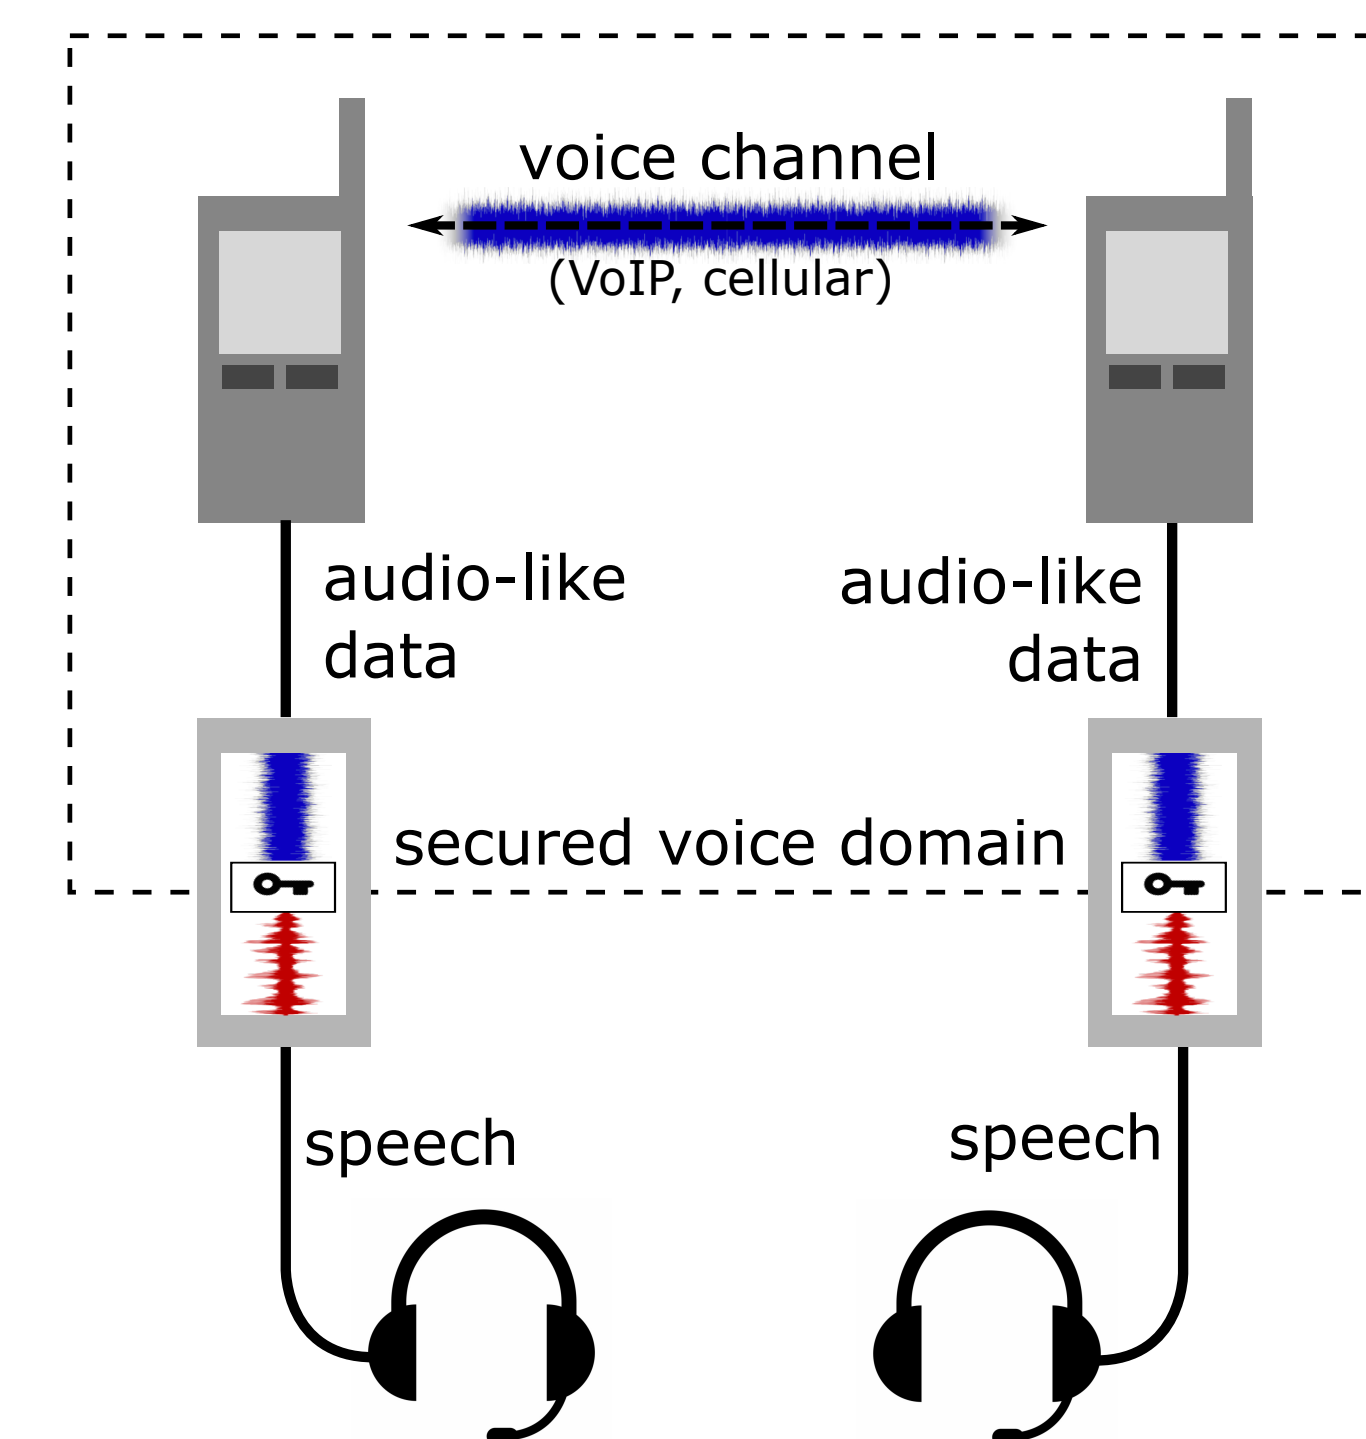 voice channel
(VoIP, cellular)
audio-like
data
audio-like
data
secured voice domain
speech
speech